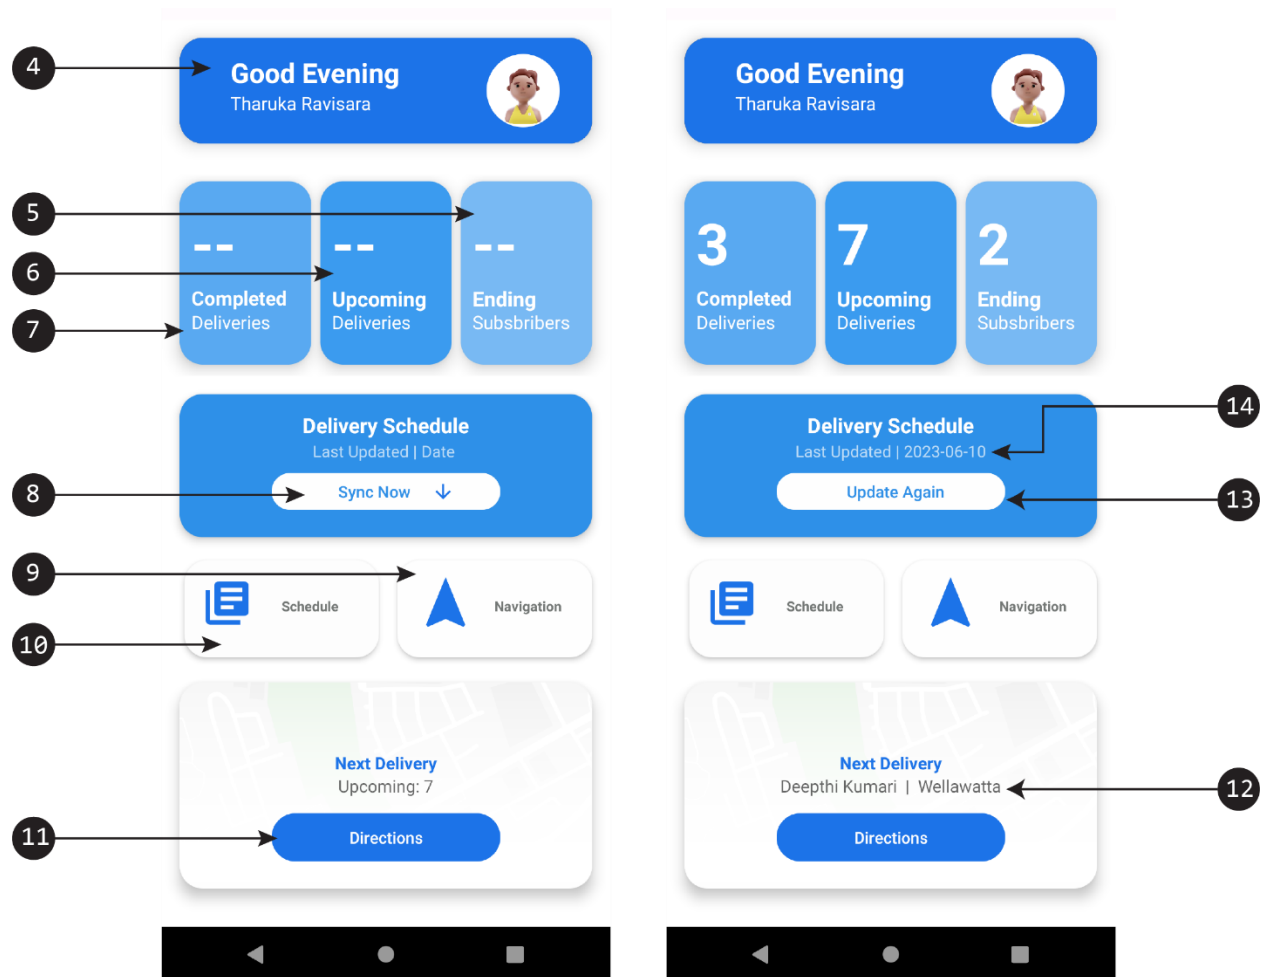 4
Good Evening
Tharuka Ravisara
5
6
7
--
Completed
Deliveries
--
Upcoming
Deliveries
--
Ending
Subsbribers
Delivery Schedule
Last Updated | Date
8
Sync Now
9
10
Schedule
Navigation
Next Delivery
Upcoming: 7
11
Directions
Good Evening
Tharuka Ravisara
3
Completed
Deliveries
7
Upcoming
Deliveries
2
Ending
Subsbribers
Delivery Schedule
Last Updated | 2023-06-10
14
Update Again
13
Schedule
Navigation
Next Delivery
Deepthi Kumari | Wellawatta
12
Directions